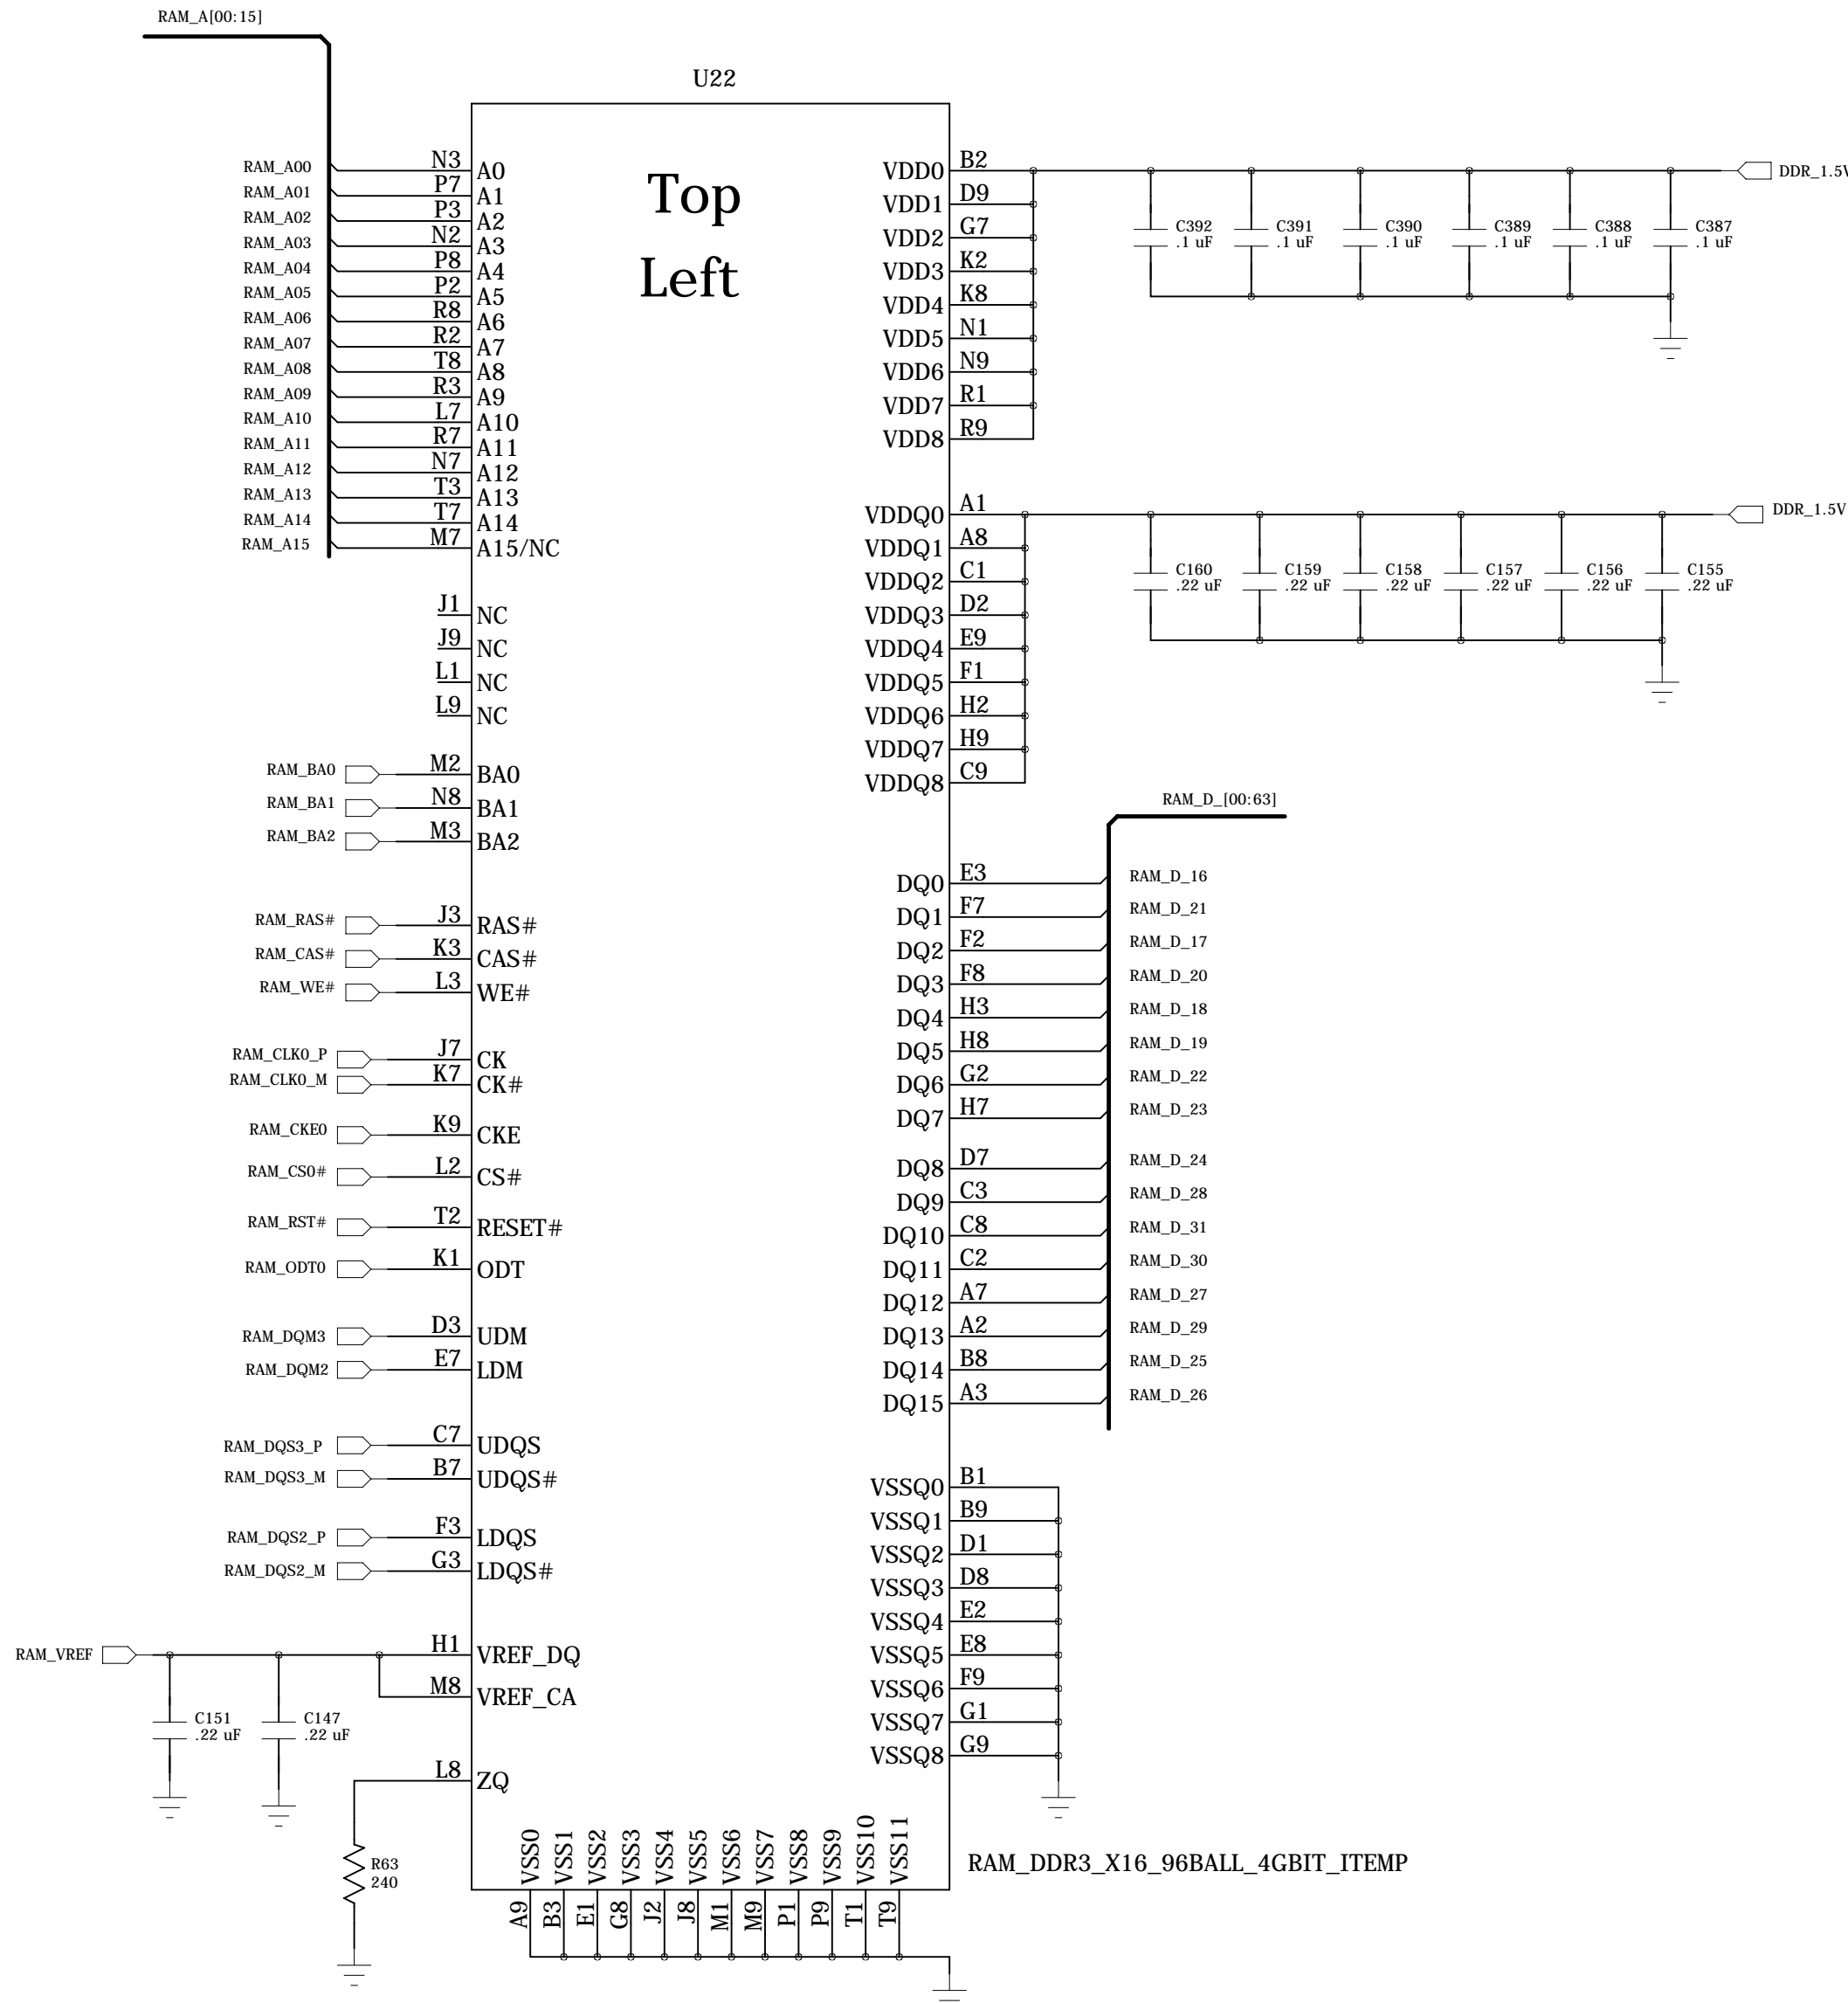 RAM_A[00:15]
U22
Top
Left
RAM_A00 N3 A0
RAM_A01 P7 A1
RAM_A02 P3 A2
RAM_A03 N2 A3
RAM_A04 P8 A4
RAM_A05 P2 A5
RAM_A06 R8 A6
RAM_A07 R2 A7
RAM_A08 T8 A8
RAM_A09 R3 A9
RAM_A10 L7 A10
RAM_A11 R7 A11
RAM_A12 N7 A12
RAM_A13 T3 A13
RAM_A14 T7 A14
RAM_A15 M7 A15/NC
J1 NC
J9 NC
L1 NC
L9 NC
RAM_BA0 M2 BA0
RAM_BA1 N8 BA1
RAM_BA2 M3 BA2
RAM_RAS# J3 RAS#
RAM_CAS# K3 CAS#
RAM_WE# L3 WE#
RAM_CLK0_P J7 CK
RAM_CLK0_M K7 CK#
RAM_CKE0 K9 CKE
RAM_CS0# L2 CS#
RAM_RST# T2 RESET#
RAM_ODT0 K1 ODT
RAM_DQM3 D3 UDM
RAM_DQM2 E7 LDM
RAM_DQS3_P C7 UDQS
RAM_DQS3_M B7 UDQS#
RAM_DQS2_P F3 LDQS
RAM_DQS2_M G3 LDQS#
RAM_VREF H1 VREF_DQ
M8 VREF_CA
C151
.22 uF
C147
.22 uF
L8 ZQ
R63
240
VDD0 B2 DDR_1.5V
VDD1 D9
VDD2 G7
VDD3 K2
VDD4 K8
VDD5 N1
VDD6 N9
VDD7 R1
VDD8 R9
C392
.1 uF
C391
.1 uF
C390
.1 uF
C389
.1 uF
C388
.1 uF
C387
.1 uF
VDDQ0 A1 DDR_1.5V
VDDQ1 A8
VDDQ2 C1
VDDQ3 D2
VDDQ4 E9
VDDQ5 F1
VDDQ6 H2
VDDQ7 H9
VDDQ8 C9
C160
.22 uF
C159
.22 uF
C158
.22 uF
C157
.22 uF
C156
.22 uF
C155
.22 uF
RAM_D_[00:63]
DQ0 E3 RAM_D_16
DQ1 F7 RAM_D_21
DQ2 F2 RAM_D_17
DQ3 F8 RAM_D_20
DQ4 H3 RAM_D_18
DQ5 H8 RAM_D_19
DQ6 G2 RAM_D_22
DQ7 H7 RAM_D_23
DQ8 D7 RAM_D_24
DQ9 C3 RAM_D_28
DQ10 C8 RAM_D_31
DQ11 C2 RAM_D_30
DQ12 A7 RAM_D_27
DQ13 A2 RAM_D_29
DQ14 B8 RAM_D_25
DQ15 A3 RAM_D_26
VSSQ0 B1
VSSQ1 B9
VSSQ2 D1
VSSQ3 D8
VSSQ4 E2
VSSQ5 E8
VSSQ6 F9
VSSQ7 G1
VSSQ8 G9
VSS0 A9
VSS1 B3
VSS2 E1
VSS3 G8
VSS4 J2
VSS5 J8
VSS6 M1
VSS7 M9
VSS8 P1
VSS9 P9
VSS10 T1
VSS11 T9
RAM_DDR3_X16_96BALL_4GBIT_ITEMP